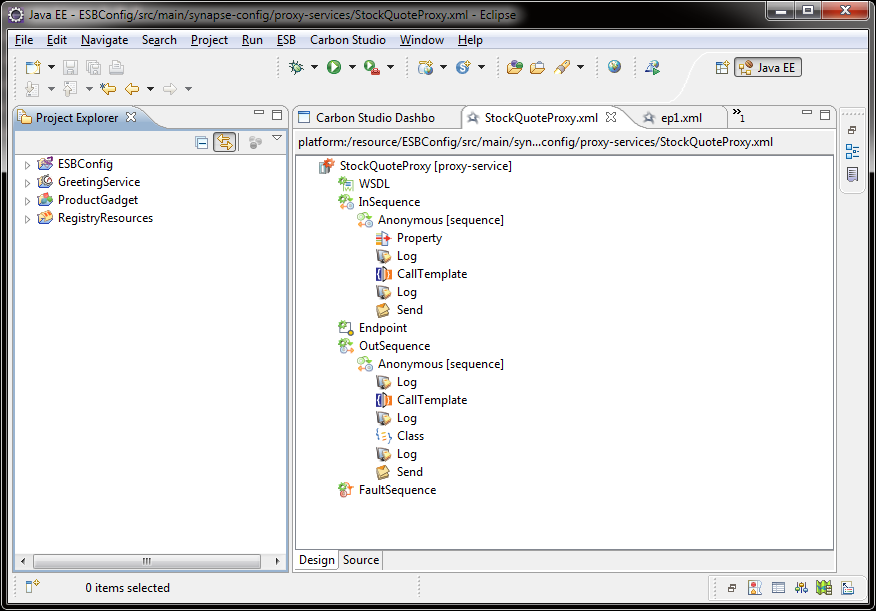 Java EE - ESBConfig/src/main/synapse-config/proxy-services/StockQuoteProxy.xml - Eclipse
File Edit Navigate Search Project Run ESB Carbon Studio Window Help
Java EE
Project Explorer
ESBConfig
GreetingService
ProductGadget
RegistryResources
Carbon Studio Dashbo StockQuoteProxy.xml ep1.xml »1
platform:/resource/ESBConfig/src/main/syn...config/proxy-services/StockQuoteProxy.xml
StockQuoteProxy [proxy-service]
WSDL
InSequence
Anonymous [sequence]
Property
Log
CallTemplate
Log
Send
Endpoint
OutSequence
Anonymous [sequence]
Log
CallTemplate
Log
Class
Log
Send
FaultSequence
Design Source
0 items selected